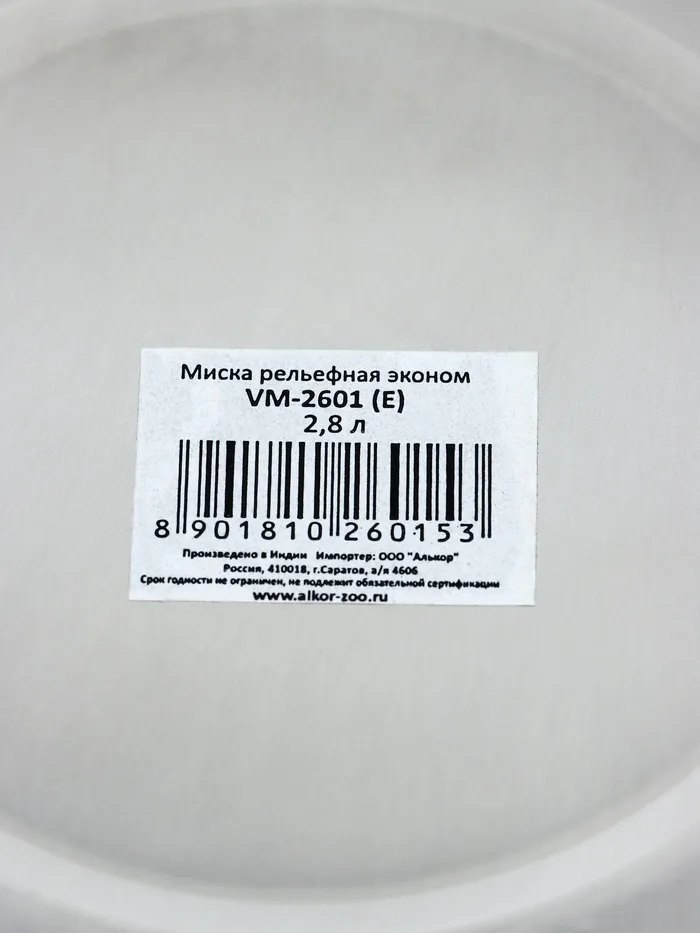 Миска рельефная эконом
VM-2601 (E)
2,8 л
8 901810 260153
Произведено в Индии Импортер: ООО "Алькор"
Россия, 410018, г.Саратов, а/я 4606
Срок годности не ограничен, не подлежит обязательной сертификации
www.alkor-zoo.ru